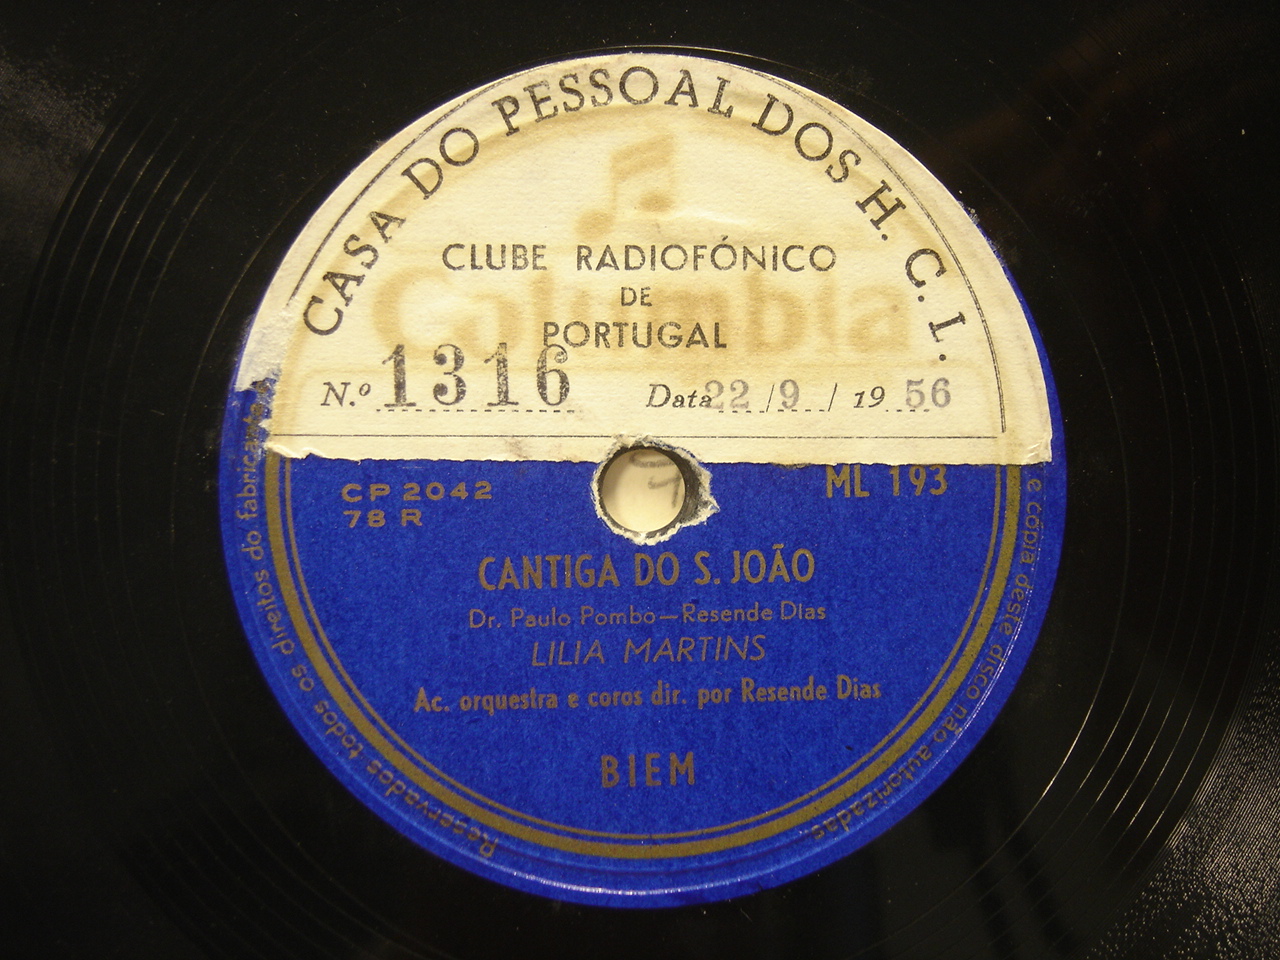 CASA DO PESSOAL DOS H. C. L.
Columbia
CLUBE RADIOFÓNICO
DE
PORTUGAL
N.º 1316 Data 22/9/1956
CP 2042 ML 193
78 R
CANTIGA DO S. JOÃO
Dr. Paulo Pombo—Resende Dias
LILIA MARTINS
Ac. orquestra e coros dir. por Resende Dias
BIEM
Reservados todos os direitos do fabricante
e cópia deste disco não autorizadas